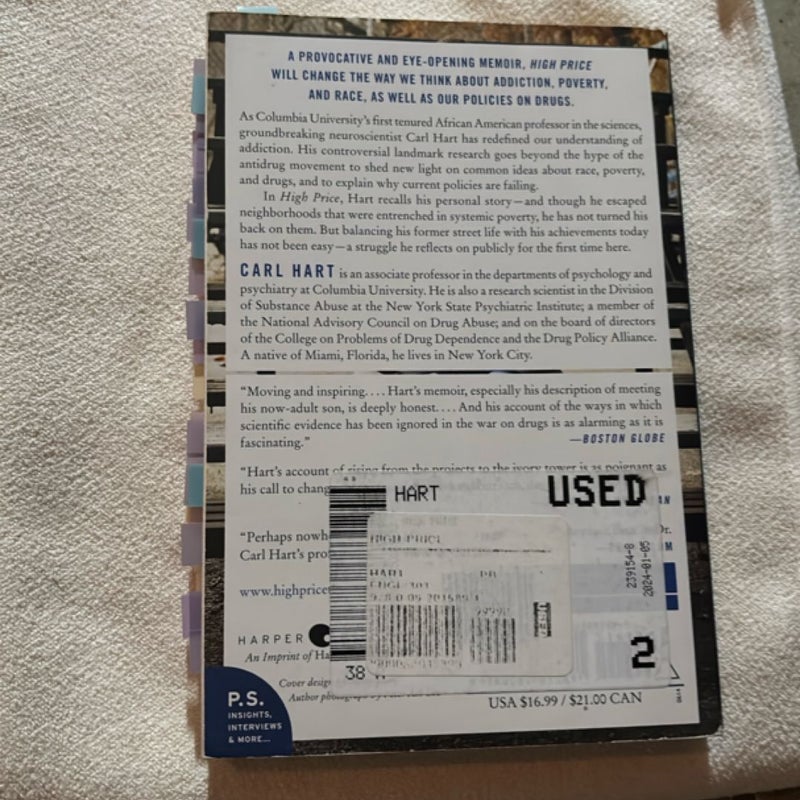 A PROVOCATIVE AND EYE-OPENING MEMOIR, HIGH PRICE
WILL CHANGE THE WAY WE THINK ABOUT ADDICTION, POVERTY,
AND RACE, AS WELL AS OUR POLICIES ON DRUGS.
As Columbia University's first tenured African American professor in the sciences,
groundbreaking neuroscientist Carl Hart has redefined our understanding of
addiction. His controversial landmark research goes beyond the hype of the
antidrug movement to shed new light on common ideas about race, poverty,
and drugs, and to explain why current policies are failing.
In High Price, Hart recalls his personal story—and though he escaped
neighborhoods that were entrenched in systemic poverty, he has not turned his
back on them. But balancing his former street life with his achievements today
has not been easy—a struggle he reflects on publicly for the first time here.
CARL HART is an associate professor in the departments of psychology and
psychiatry at Columbia University. He is also a research scientist in the Division
of Substance Abuse at the New York State Psychiatric Institute; a member of
the National Advisory Council on Drug Abuse; and on the board of directors
of the College on Problems of Drug Dependence and the Drug Policy Alliance.
A native of Miami, Florida, he lives in New York City.
"Moving and inspiring.... Hart's memoir, especially his description of meeting
his now-adult son, is deeply honest.... And his account of the ways in which
scientific evidence has been ignored in the war on drugs is as alarming as it is
fascinating." —BOSTON GLOBE
"Hart's account of rising from the projects to the ivory tower is as poignant as
his call to chang
HART USED
"Perhaps nowh
Carl Hart's pro
HIGH PRICE
HART
239154-8
2024-01-05
www.highprice
HARPER
An Imprint of Ha
2
38
Cover desig
Author photograph by
USA $16.99 / $21.00 CAN
P.S.
INSIGHTS,
INTERVIEWS
& MORE...